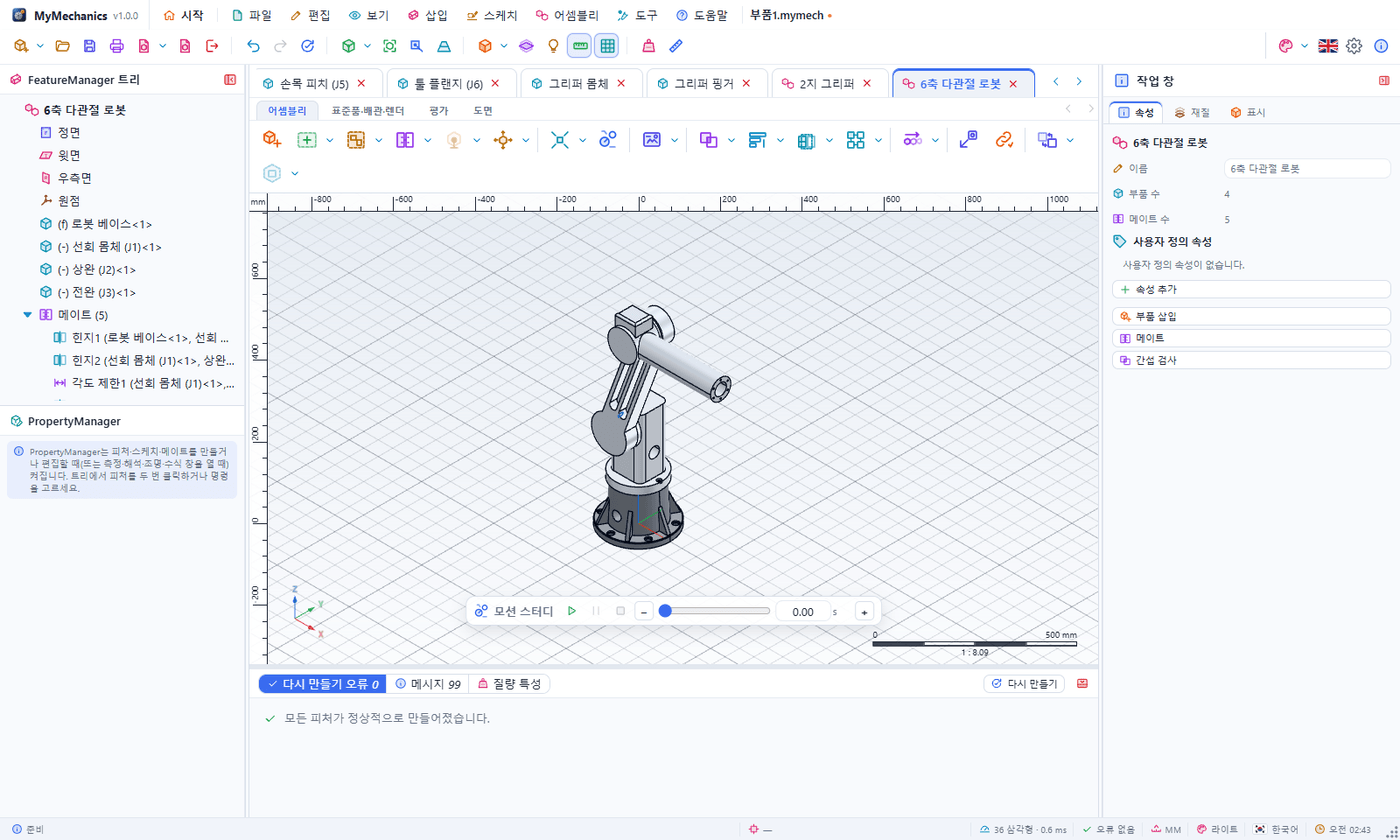 MyMechanics v1.0.0 시작 파일 편집 보기 삽입 스케치 어셈블리 도구 도움말 부품1.mymech
FeatureManager 트리
6축 다관절 로봇
정면
윗면
우측면
원점
(f) 로봇 베이스<1>
(-) 선회 몸체 (J1)<1>
(-) 상완 (J2)<1>
(-) 전완 (J3)<1>
메이트 (5)
힌지1 (로봇 베이스<1>, 선회 ...
힌지2 (선회 몸체 (J1)<1>, 상완...
각도 제한1 (선회 몸체 (J1)<1>,...
PropertyManager
PropertyManager는 피처·스케치·메이트를 만들거
나 편집할 때(또는 측정·해석·조명·수식 창을 열 때)
켜집니다. 트리에서 피처를 두 번 클릭하거나 명령
을 고르세요.
손목 피치 (J5) 툴 플랜지 (J6) 그리퍼 몸체 그리퍼 핑거 2지 그리퍼 6축 다관절 로봇
어셈블리 표준품·배관·렌더 평가 도면
mm -800 -600 -400 -200 0 200 400 600 800 1000
600
400
200
0
200
Z
Y
X
모션 스터디 0.00 s
0 500 mm
1 : 8.09
다시 만들기 오류 0 메시지 99 질량 특성 다시 만들기
모든 피처가 정상적으로 만들어졌습니다.
작업 창
속성 재질 표시
6축 다관절 로봇
이름 6축 다관절 로봇
부품 수 4
메이트 수 5
사용자 정의 속성
사용자 정의 속성이 없습니다.
속성 추가
부품 삽입
메이트
간섭 검사
준비 — 36 삼각형 · 0.6 ms 오류 없음 MM 라이트 한국어 오전 02:43